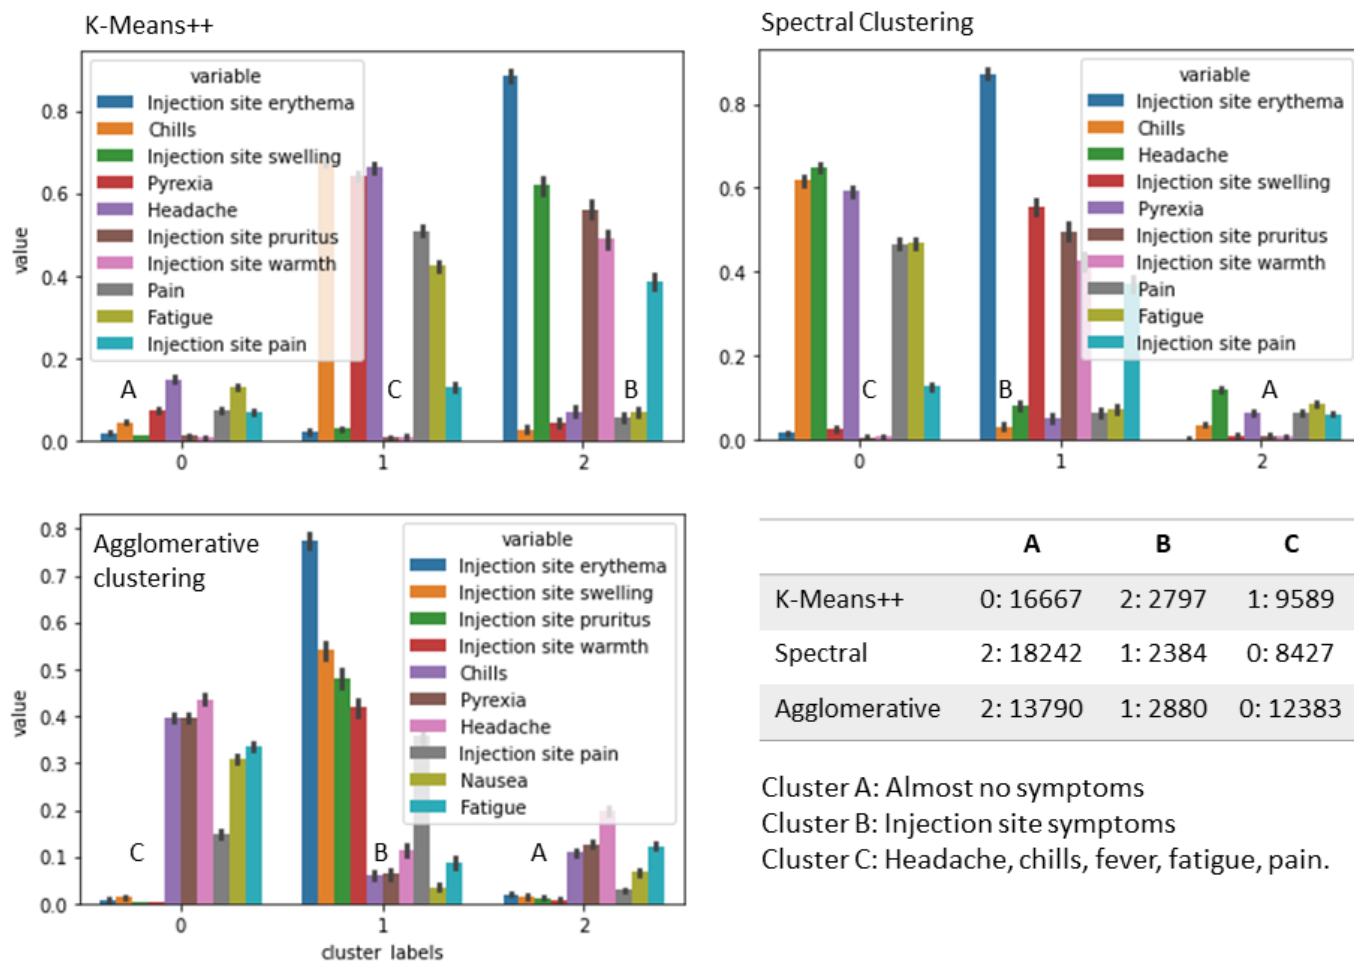 K-Means++
variable
Injection site erythema
Chills
Injection site swelling
Pyrexia
Headache
Injection site pruritus
Injection site warmth
Pain
Fatigue
Injection site pain
value
0.8
0.6
0.4
0.2
0.0
A
C
B
0 1 2
Spectral Clustering
variable
Injection site erythema
Chills
Headache
Injection site swelling
Pyrexia
Injection site pruritus
Injection site warmth
Pain
Fatigue
Injection site pain
0.8
0.6
0.4
0.2
0.0
C
B
A
0 1 2
Agglomerative
clustering
variable
Injection site erythema
Injection site swelling
Injection site pruritus
Injection site warmth
Chills
Pyrexia
Headache
Injection site pain
Nausea
Fatigue
value
0.8
0.7
0.6
0.5
0.4
0.3
0.2
0.1
0.0
C
B
A
0 1 2
cluster_labels
A B C
K-Means++ 0: 16667 2: 2797 1: 9589
Spectral 2: 18242 1: 2384 0: 8427
Agglomerative 2: 13790 1: 2880 0: 12383
Cluster A: Almost no symptoms
Cluster B: Injection site symptoms
Cluster C: Headache, chills, fever, fatigue, pain.